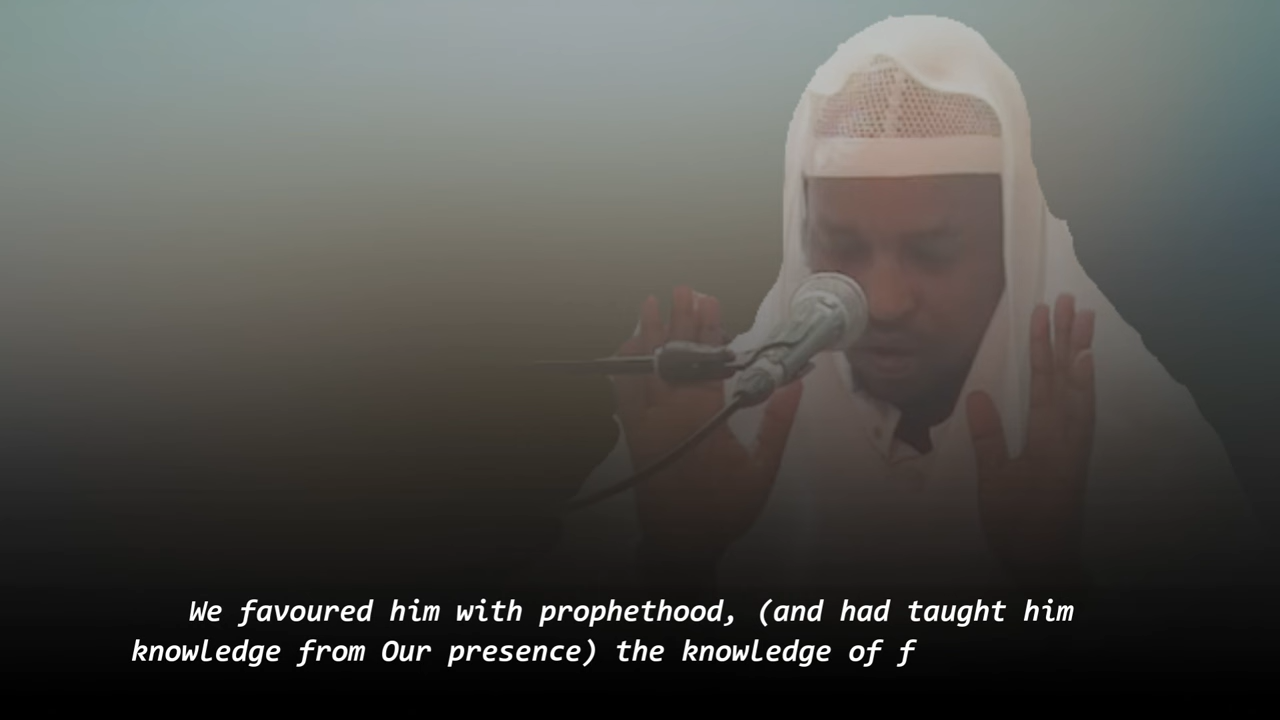 We favoured him with prophethood, (and had taught him
knowledge from Our presence) the knowledge of f